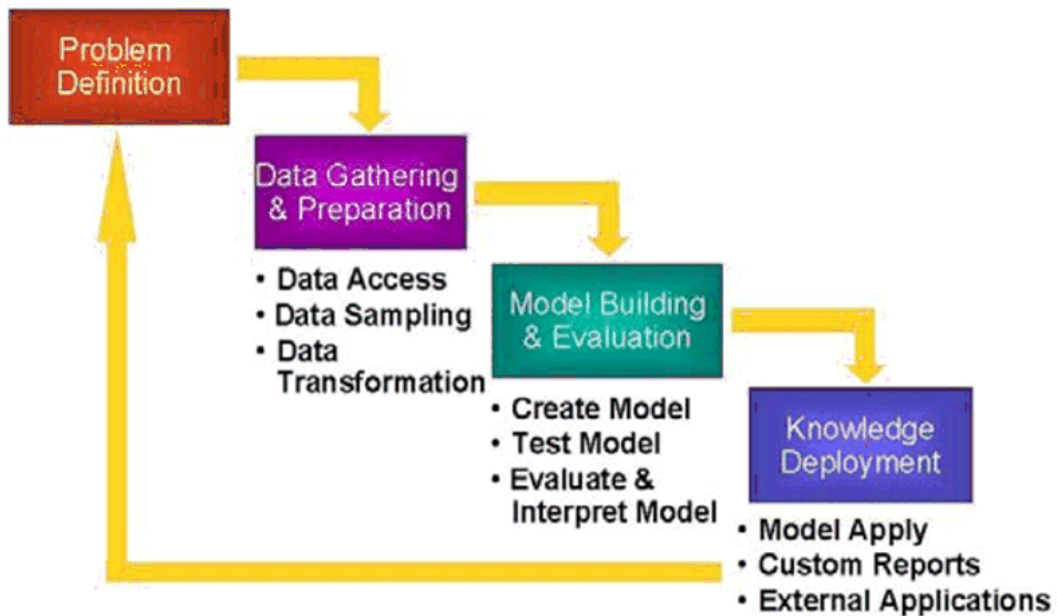 Problem
Definition
Data Gathering
& Preparation
• Data Access
• Data Sampling
• Data
Transformation
Model Building
& Evaluation
• Create Model
• Test Model
• Evaluate &
Interpret Model
Knowledge
Deployment
• Model Apply
• Custom Reports
• External Applications